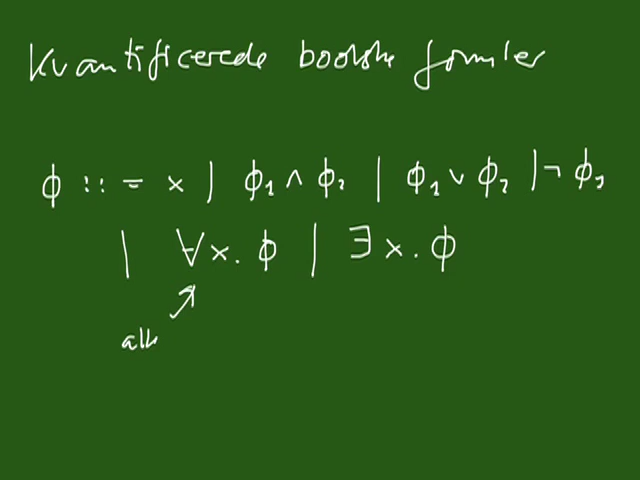 Kvantificerede boolske formler
φ ::= x | φ₁ ∧ φ₂ | φ₁ ∨ φ₂ | ¬ φ₁
| ∀x. φ | ∃x. φ
alle